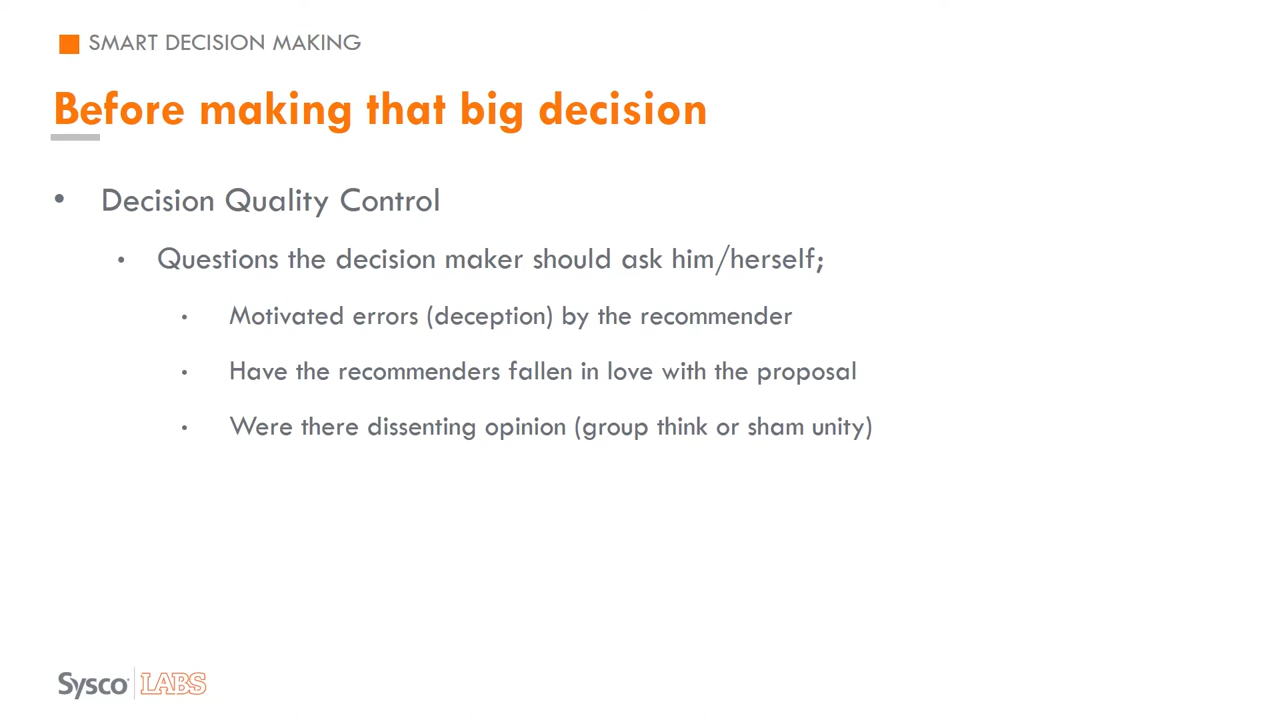 SMART DECISION MAKING
Before making that big decision
• Decision Quality Control
• Questions the decision maker should ask him/herself;
• Motivated errors (deception) by the recommender
• Have the recommenders fallen in love with the proposal
• Were there dissenting opinion (group think or sham unity)
Sysco LABS